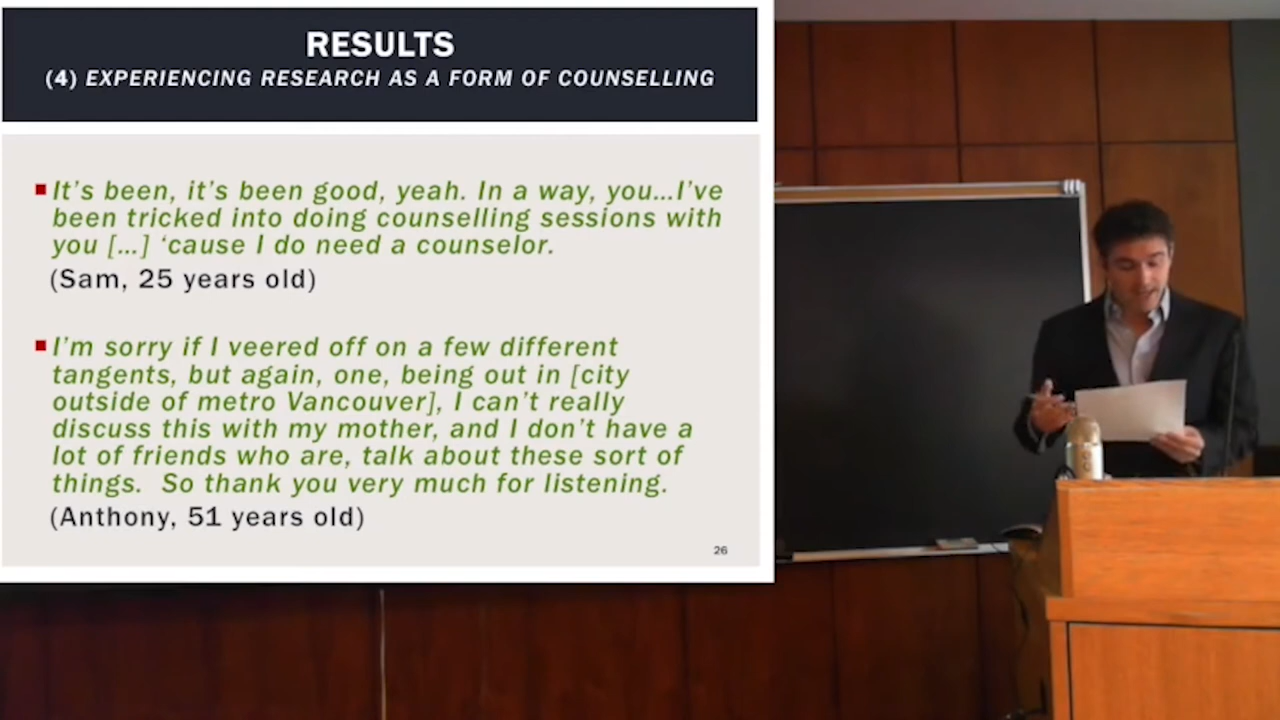 RESULTS
(4) EXPERIENCING RESEARCH AS A FORM OF COUNSELLING
It's been, it's been good, yeah. In a way, you…I've
been tricked into doing counselling sessions with
you […] 'cause I do need a counselor.
(Sam, 25 years old)
I'm sorry if I veered off on a few different
tangents, but again, one, being out in [city
outside of metro Vancouver], I can't really
discuss this with my mother, and I don't have a
lot of friends who are, talk about these sort of
things.  So thank you very much for listening.
(Anthony, 51 years old)
26